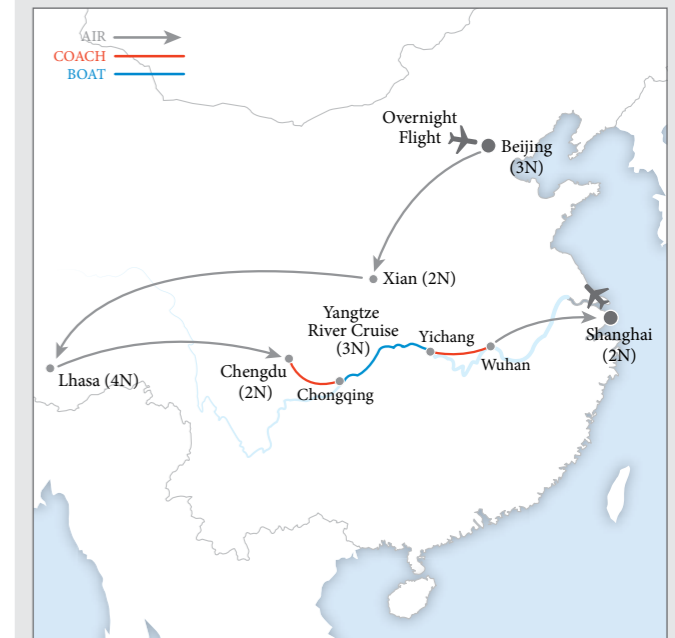 AIR
COACH
BOAT
Overnight
Flight
Beijing
(3N)
Xian (2N)
Yangtze
River Cruise
(3N)
Yichang
Shanghai
(2N)
Wuhan
Lhasa (4N)
Chengdu
(2N)
Chongqing